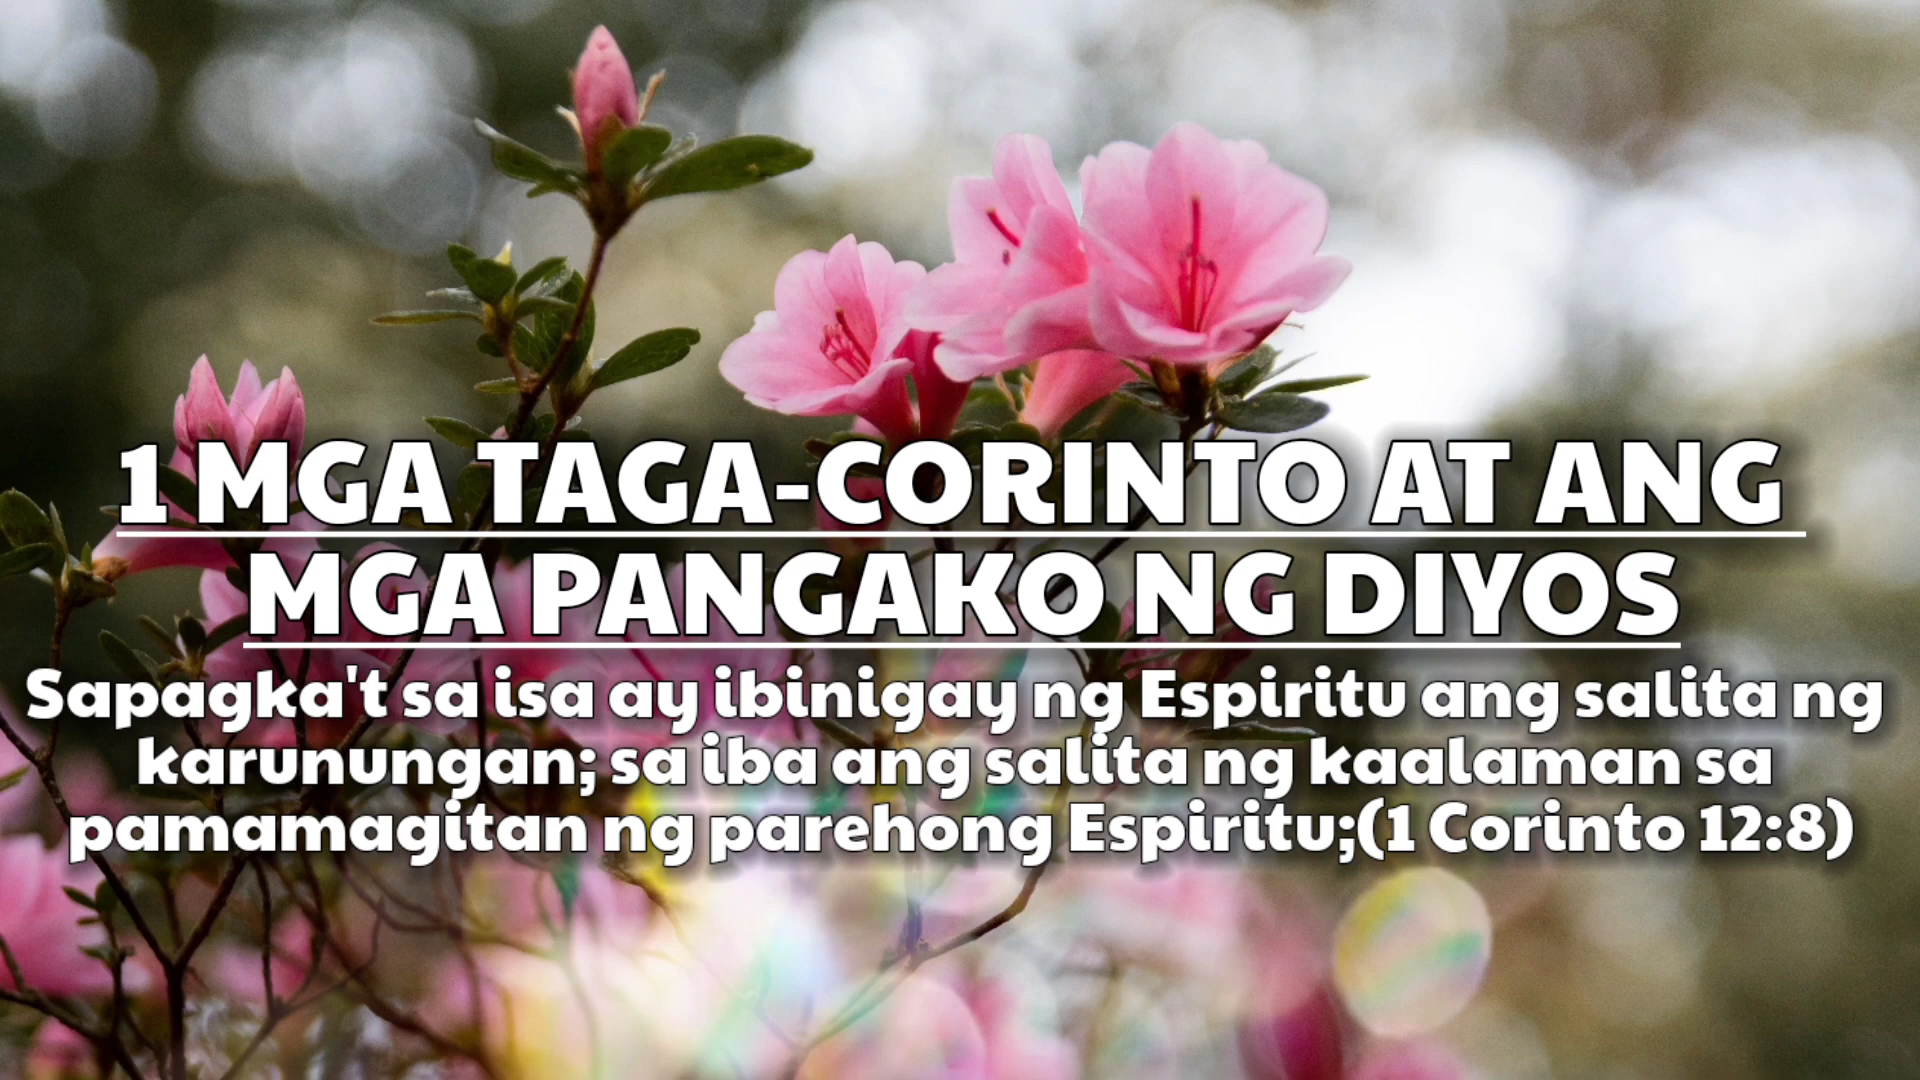 1 MGA TAGA-CORINTO AT ANG
MGA PANGAKO NG DIYOS
Sapagka't sa isa ay ibinigay ng Espiritu ang salita ng
karunungan; sa iba ang salita ng kaalaman sa
pamamagitan ng parehong Espiritu;(1 Corinto 12:8)